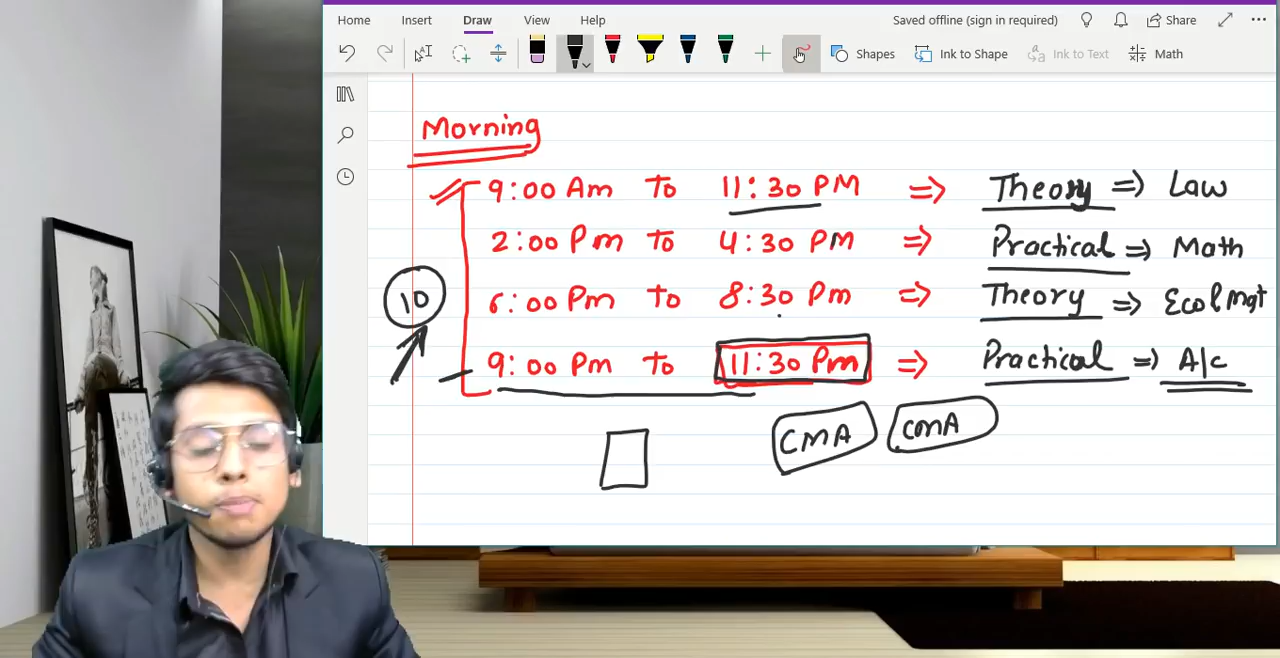 Home Insert Draw View Help Saved offline (sign in required) Share
Shapes Ink to Shape Ink to Text Math
Morning
9:00 Am To 11:30 PM => Theory => Law
2:00 Pm To 4:30 PM => Practical => Math
6:00 Pm To 8:30 Pm => Theory => Eco|Mgt
10
9:00 Pm To 11:30 Pm => Practical => A/c
CMA CMA